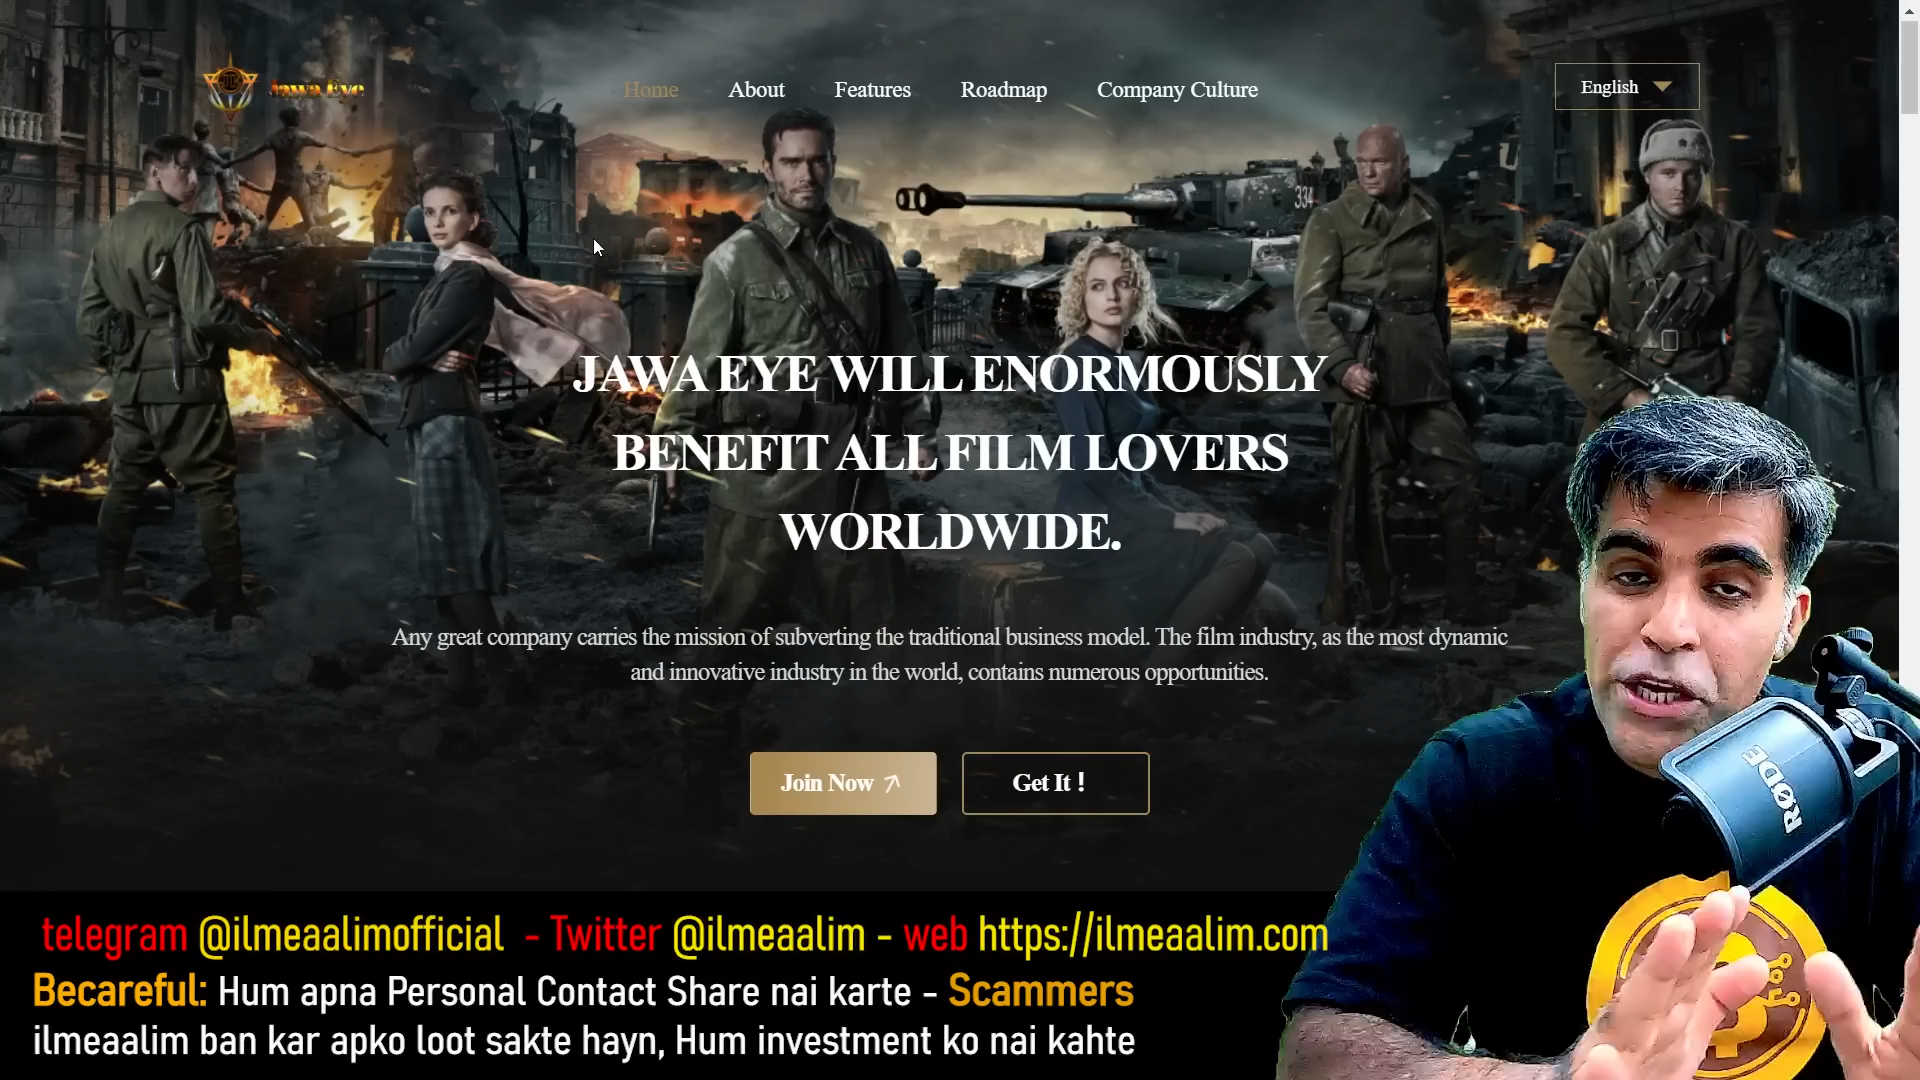 Jawa Eye
Home About Features Roadmap Company Culture
English
334
JAWA EYE WILL ENORMOUSLY
BENEFIT ALL FILM LOVERS
WORLDWIDE.
Any great company carries the mission of subverting the traditional business model. The film industry, as the most dynamic
and innovative industry in the world, contains numerous opportunities.
Join Now Get It !
RØDE
telegram @ilmeaalimofficial - Twitter @ilmeaalim - web https://ilmeaalim.com
Becareful: Hum apna Personal Contact Share nai karte - Scammers
ilmeaalim ban kar apko loot sakte hayn, Hum investment ko nai kahte